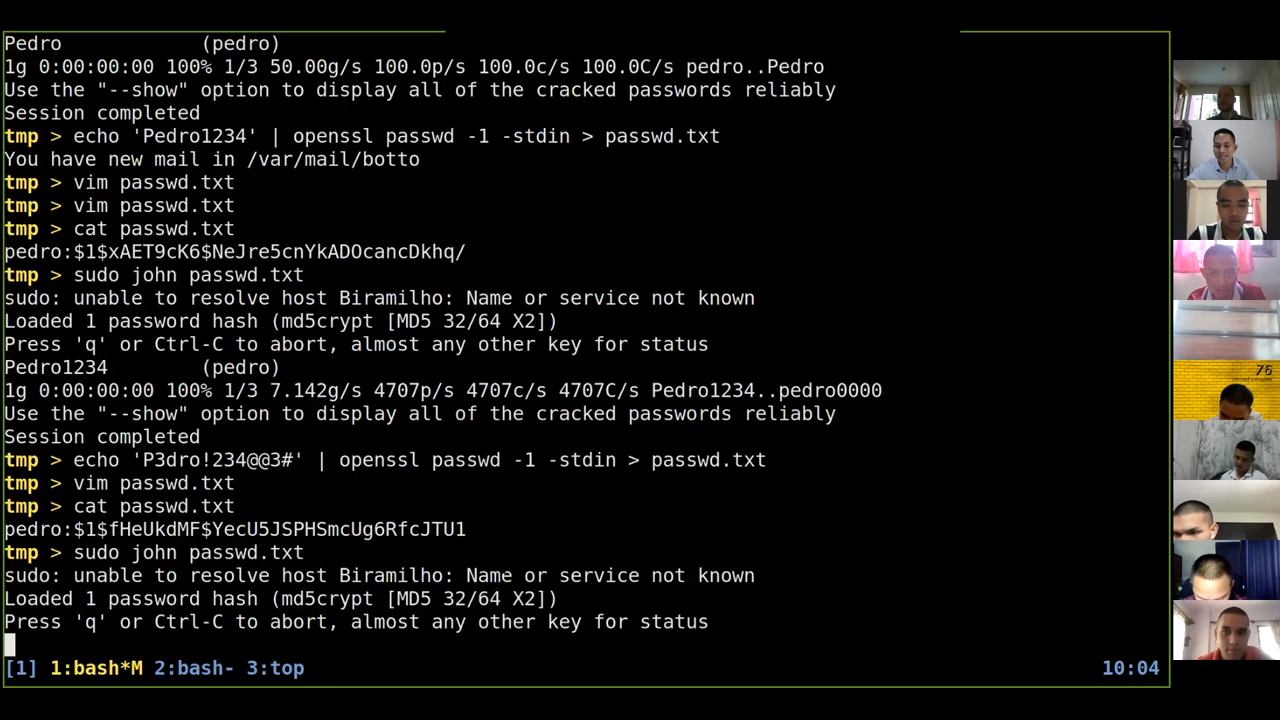 Pedro (pedro)
1g 0:00:00:00 100% 1/3 50.00g/s 100.0p/s 100.0c/s 100.0C/s pedro..Pedro
Use the "--show" option to display all of the cracked passwords reliably
Session completed
tmp > echo 'Pedro1234' | openssl passwd -1 -stdin > passwd.txt
You have new mail in /var/mail/botto
tmp > vim passwd.txt
tmp > vim passwd.txt
tmp > cat passwd.txt
pedro:$1$xAET9cK6$NeJre5cnYkADOcancDkhq/
tmp > sudo john passwd.txt
sudo: unable to resolve host Biramilho: Name or service not known
Loaded 1 password hash (md5crypt [MD5 32/64 X2])
Press 'q' or Ctrl-C to abort, almost any other key for status
Pedro1234 (pedro)
1g 0:00:00:00 100% 1/3 7.142g/s 4707p/s 4707c/s 4707C/s Pedro1234..pedro0000
Use the "--show" option to display all of the cracked passwords reliably
Session completed
tmp > echo 'P3dro!234@@3#' | openssl passwd -1 -stdin > passwd.txt
tmp > vim passwd.txt
tmp > cat passwd.txt
pedro:$1$fHeUkdMF$YecU5JSPHSmcUg6RfcJTU1
tmp > sudo john passwd.txt
sudo: unable to resolve host Biramilho: Name or service not known
Loaded 1 password hash (md5crypt [MD5 32/64 X2])
Press 'q' or Ctrl-C to abort, almost any other key for status
[1] 1:bash*M 2:bash- 3:top 10:04
76